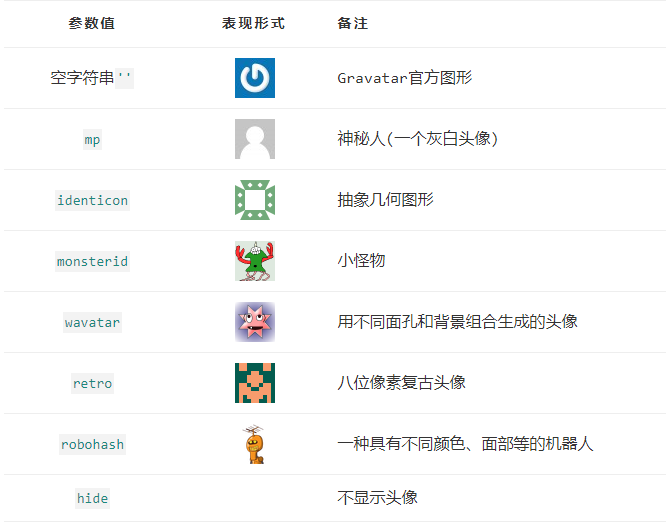 参数值 表现形式 备注
空字符串'' Gravatar官方图形
mp 神秘人(一个灰白头像)
identicon 抽象几何图形
monsterid 小怪物
wavatar 用不同面孔和背景组合生成的头像
retro 八位像素复古头像
robohash 一种具有不同颜色、面部等的机器人
hide 不显示头像